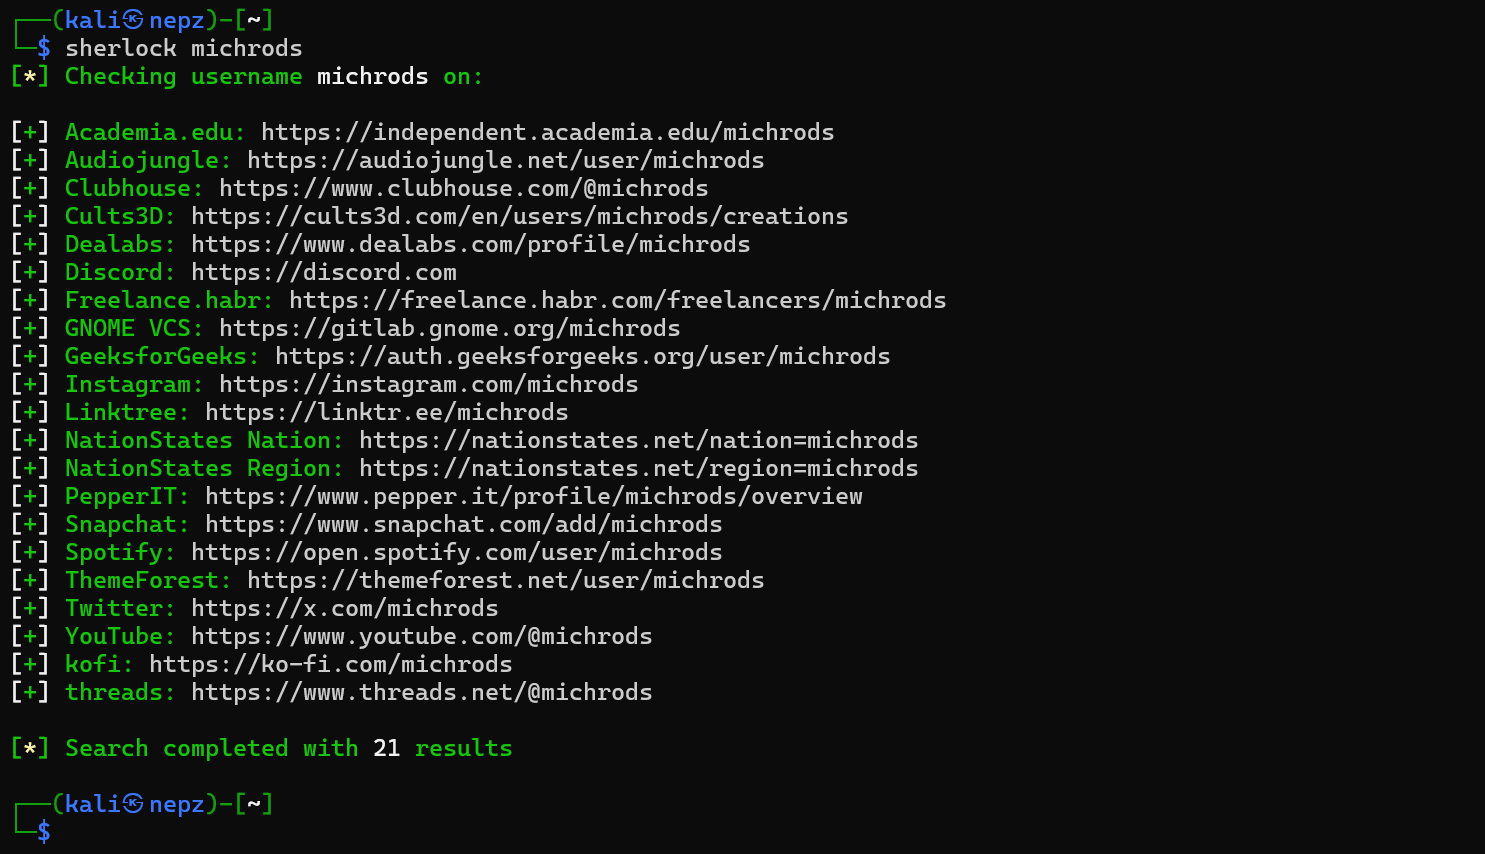 ┌──(kali㉿nepz)-[~]
└─$ sherlock michrods
[*] Checking username michrods on:
[+] Academia.edu: https://independent.academia.edu/michrods
[+] Audiojungle: https://audiojungle.net/user/michrods
[+] Clubhouse: https://www.clubhouse.com/@michrods
[+] Cults3D: https://cults3d.com/en/users/michrods/creations
[+] Dealabs: https://www.dealabs.com/profile/michrods
[+] Discord: https://discord.com
[+] Freelance.habr: https://freelance.habr.com/freelancers/michrods
[+] GNOME VCS: https://gitlab.gnome.org/michrods
[+] GeeksforGeeks: https://auth.geeksforgeeks.org/user/michrods
[+] Instagram: https://instagram.com/michrods
[+] Linktree: https://linktr.ee/michrods
[+] NationStates Nation: https://nationstates.net/nation=michrods
[+] NationStates Region: https://nationstates.net/region=michrods
[+] PepperIT: https://www.pepper.it/profile/michrods/overview
[+] Snapchat: https://www.snapchat.com/add/michrods
[+] Spotify: https://open.spotify.com/user/michrods
[+] ThemeForest: https://themeforest.net/user/michrods
[+] Twitter: https://x.com/michrods
[+] YouTube: https://www.youtube.com/@michrods
[+] kofi: https://ko-fi.com/michrods
[+] threads: https://www.threads.net/@michrods
[*] Search completed with 21 results
┌──(kali㉿nepz)-[~]
└─$